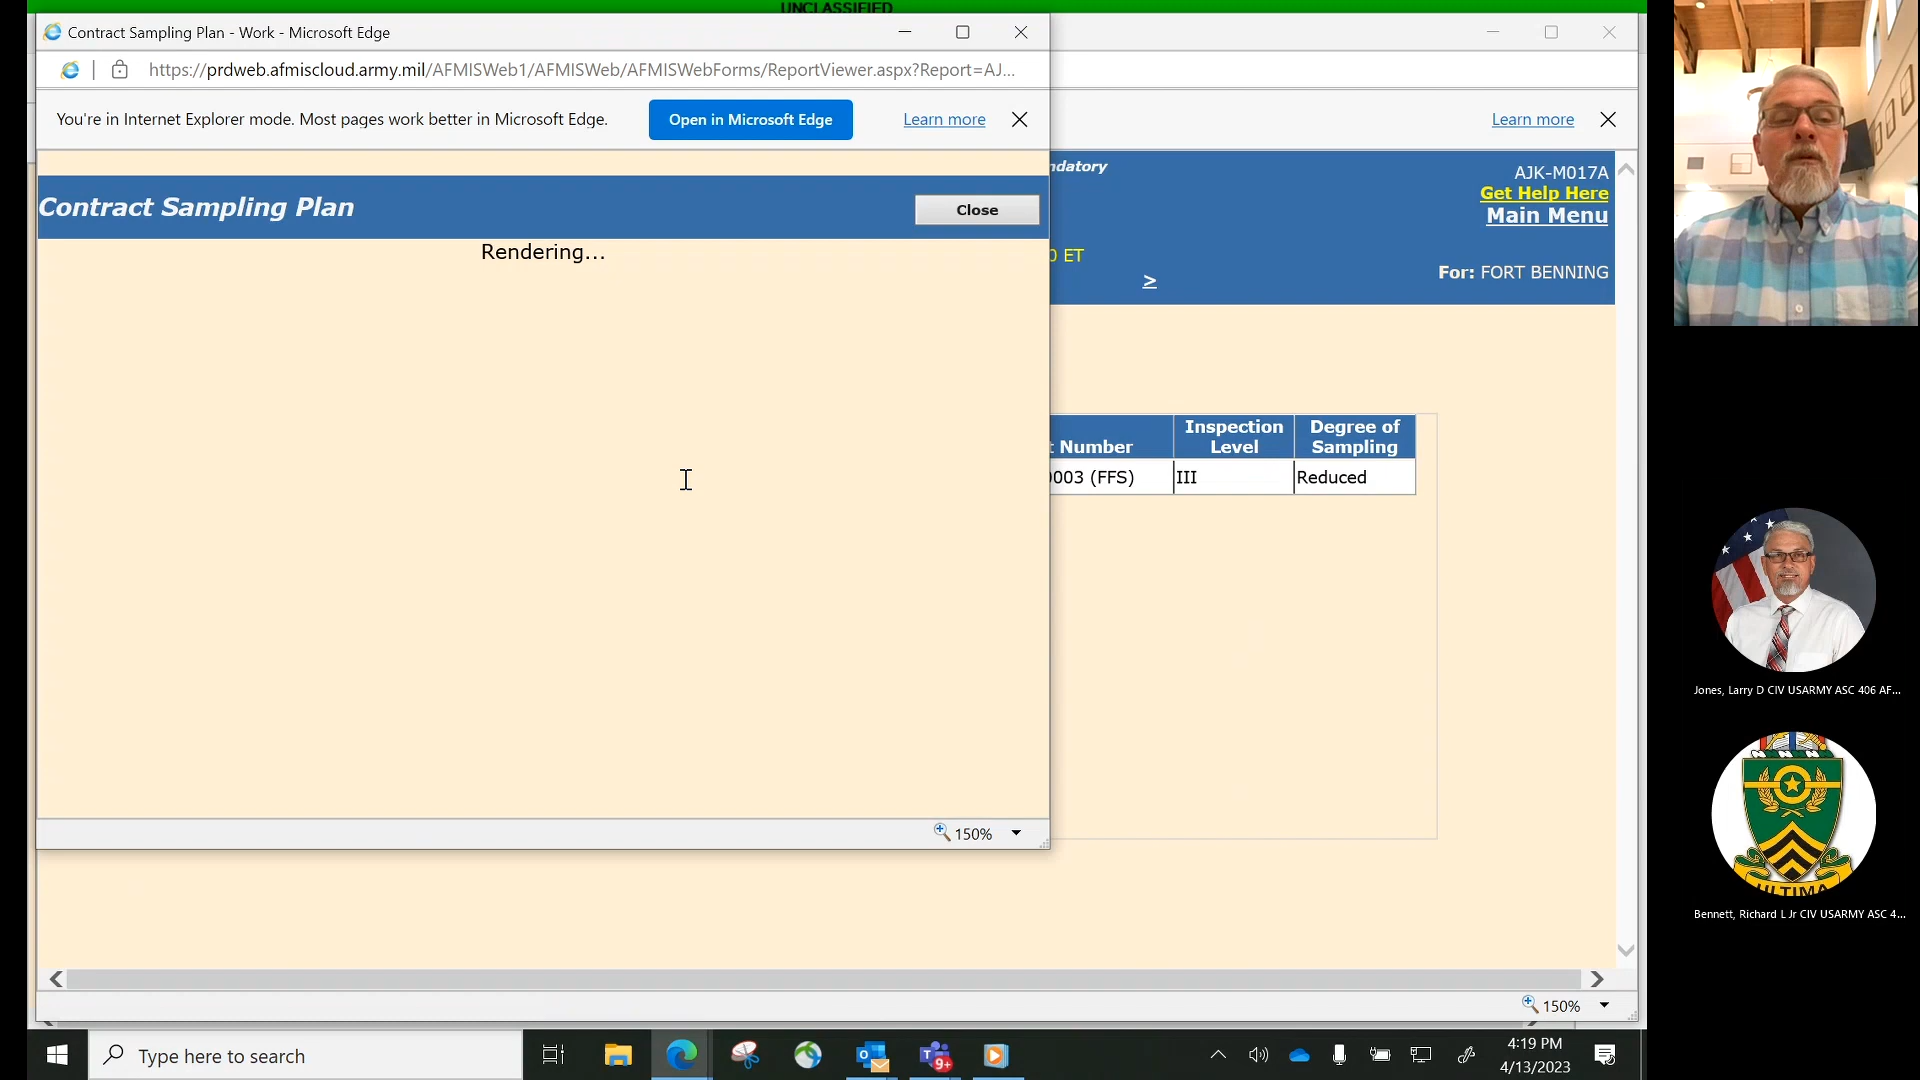 UNCLASSIFIED
Contract Sampling Plan - Work - Microsoft Edge
https://prdweb.afmiscloud.army.mil/AFMISWeb1/AFMISWeb/AFMISWebForms/ReportViewer.aspx?Report=AJ...
You're in Internet Explorer mode. Most pages work better in Microsoft Edge.
Open in Microsoft Edge
Learn more
Learn more
Contract Sampling Plan
Close
Rendering...
ndatory
AJK-M017A
Get Help Here
Main Menu
0 ET
>
For: FORT BENNING
t Number
Inspection Level
Degree of Sampling
0003 (FFS)
III
Reduced
150%
150%
Jones, Larry D CIV USARMY ASC 406 AF...
ULTIMA
Bennett, Richard L Jr CIV USARMY ASC 4...
Type here to search
9+
4:19 PM
4/13/2023